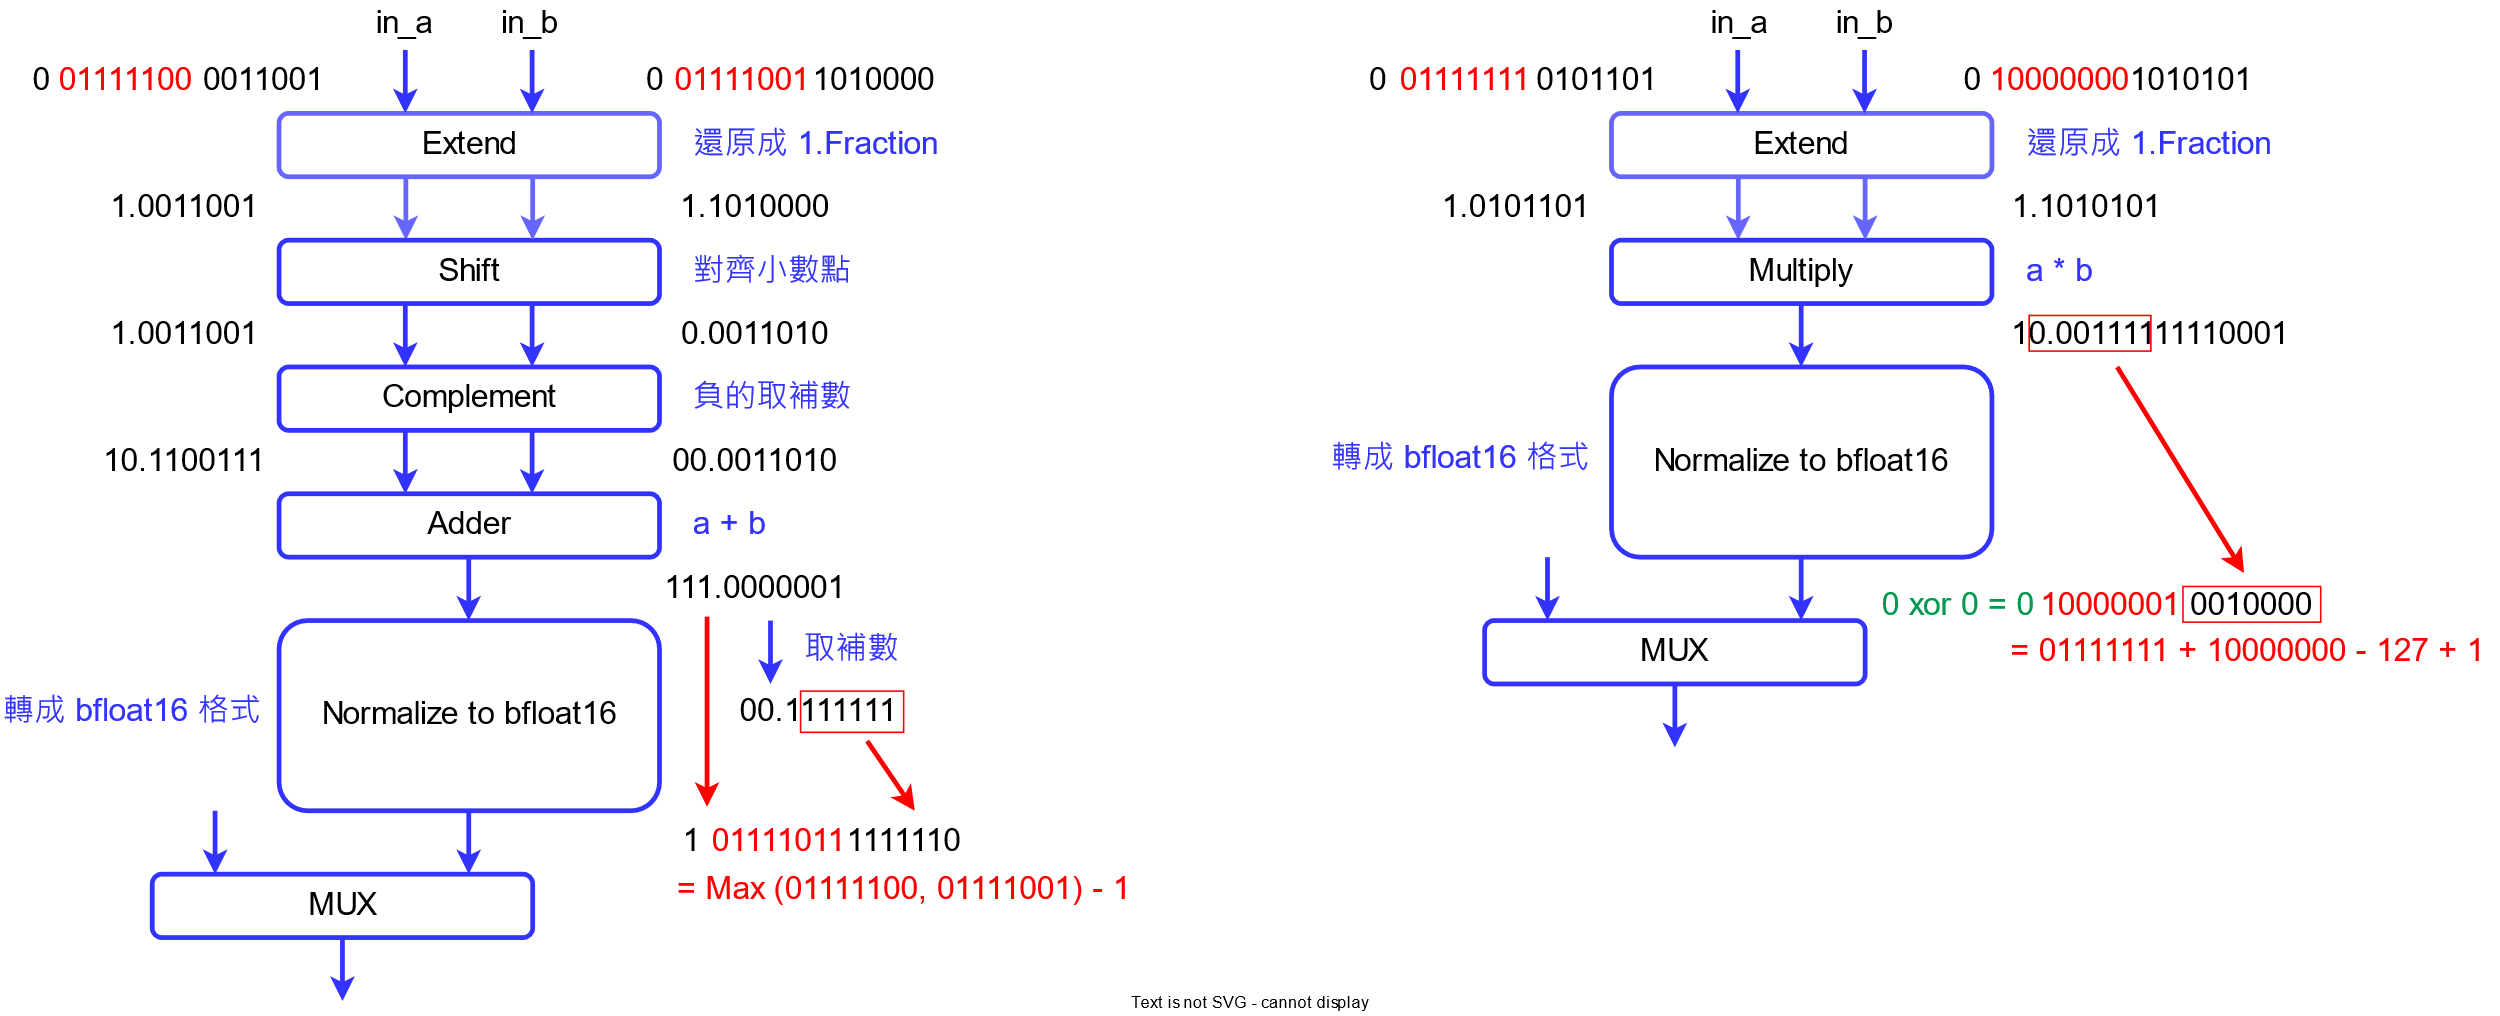 in_a in_b
0 01111100 0011001
0 01111001 1010000
Extend
還原成 1.Fraction
1.0011001
1.1010000
Shift
對齊小數點
1.0011001
0.0011010
Complement
負的取補數
10.1100111
00.0011010
Adder
a + b
111.0000001
取補數
轉成 bfloat16 格式
Normalize to bfloat16
00.1111111
1 01111011 1111110
= Max (01111100, 01111001) - 1
MUX
in_a in_b
0 01111111 0101101
0 10000000 1010101
Extend
還原成 1.Fraction
1.0101101
1.1010101
Multiply
a * b
10.00111111110001
轉成 bfloat16 格式
Normalize to bfloat16
0 xor 0 = 0 10000001 0010000
= 01111111 + 10000000 - 127 + 1
MUX
Text is not SVG - cannot display